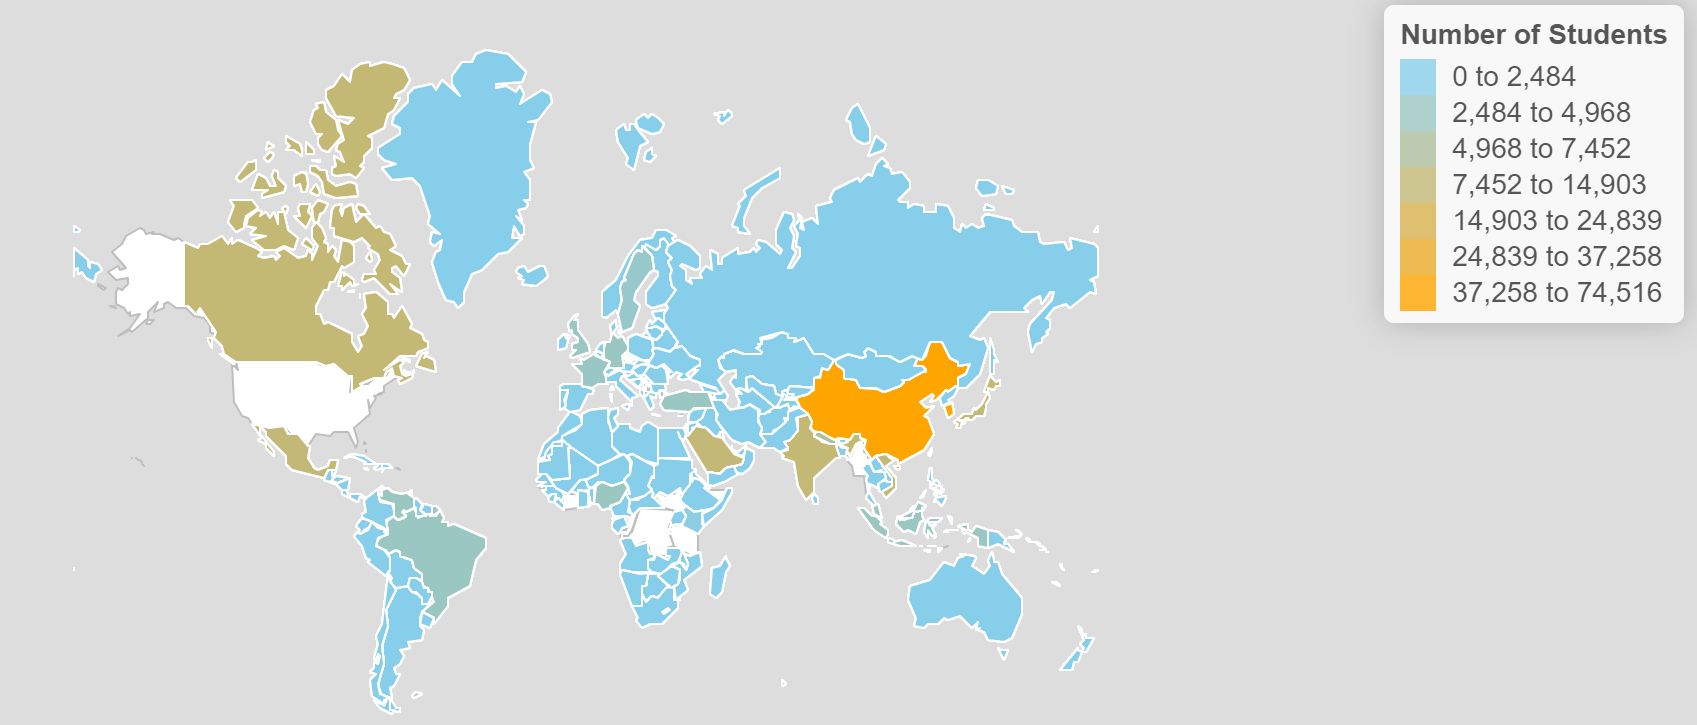 Number of Students
0 to 2,484
2,484 to 4,968
4,968 to 7,452
7,452 to 14,903
14,903 to 24,839
24,839 to 37,258
37,258 to 74,516